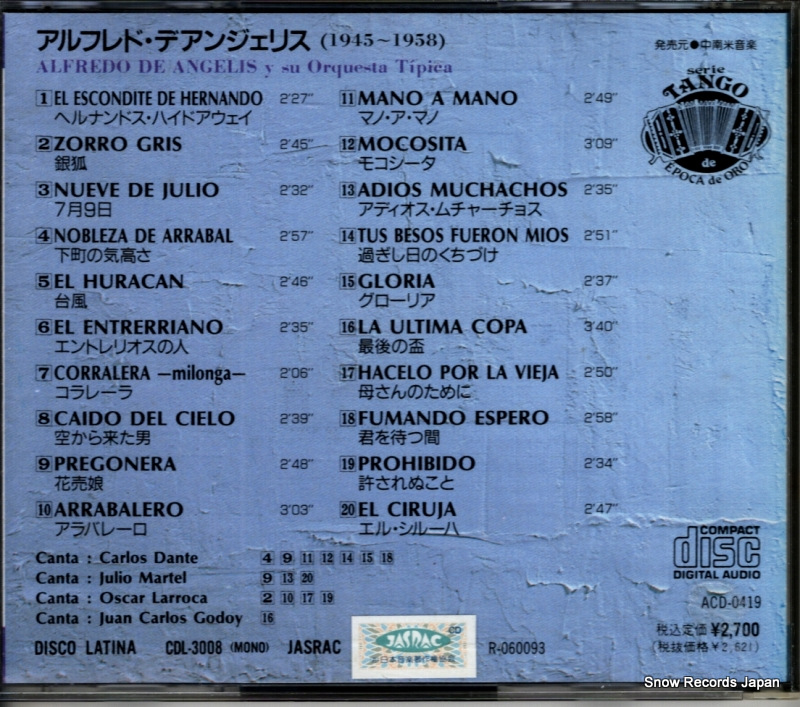 アルフレド・デアンジェリス (1945～1958)
ALFREDO DE ANGELIS y su Orquesta Típica
発売元●中南米音楽
serie
TANGO
de
EPOCA de ORO
1 EL ESCONDITE DE HERNANDO 2'27"
ヘルナンドス・ハイドアウェイ
2 ZORRO GRIS 2'45"
銀狐
3 NUEVE DE JULIO 2'32"
7月9日
4 NOBLEZA DE ARRABAL 2'57"
下町の気高さ
5 EL HURACAN 2'46"
台風
6 EL ENTRERRIANO 2'35"
エントレリオスの人
7 CORRALERA —milonga— 2'06"
コラレーラ
8 CAIDO DEL CIELO 2'39"
空から来た男
9 PREGONERA 2'48"
花売娘
10 ARRABALERO 3'03"
アラバレーロ
11 MANO A MANO 2'49"
マノ・ア・マノ
12 MOCOSITA 3'09"
モコシータ
13 ADIOS MUCHACHOS 2'35"
アディオス・ムチャーチョス
14 TUS BESOS FUERON MIOS 2'51"
過ぎし日のくちづけ
15 GLORIA 2'37"
グローリア
16 LA ULTIMA COPA 3'40"
最後の盃
17 HACELO POR LA VIEJA 2'50"
母さんのために
18 FUMANDO ESPERO 2'58"
君を待つ間
19 PROHIBIDO 2'34"
許されぬこと
20 EL CIRUJA 2'47"
エル・シルーハ
Canta : Carlos Dante 4 9 11 12 14 15 18
Canta : Julio Martel 9 13 20
Canta : Oscar Larroca 2 10 17 19
Canta : Juan Carlos Godoy 16
COMPACT
disc
DIGITAL AUDIO
ACD-0419
税込定価¥2,700
(税抜価格¥2,621)
DISCO LATINA CDL-3008 (MONO) JASRAC
CD
JASRAC
日本音楽著作権協会
R-060093
Snow Records Japan